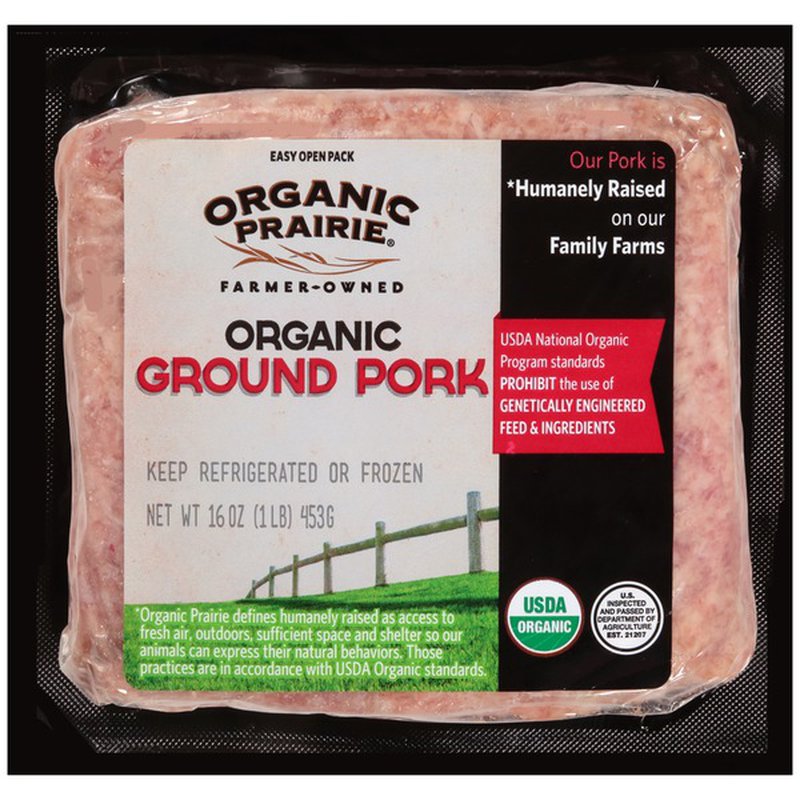 EASY OPEN PACK
ORGANIC
PRAIRIE®
FARMER-OWNED
ORGANIC
GROUND PORK
KEEP REFRIGERATED OR FROZEN
NET WT 16 OZ (1 LB) 453G
*Organic Prairie defines humanely raised as access to
fresh air, outdoors, sufficient space and shelter so our
animals can express their natural behaviors. Those
practices are in accordance with USDA Organic standards.
Our Pork is
*Humanely Raised
on our
Family Farms
USDA National Organic
Program standards
PROHIBIT the use of
GENETICALLY ENGINEERED
FEED & INGREDIENTS
USDA
ORGANIC
U.S.
INSPECTED
AND PASSED BY
DEPARTMENT OF
AGRICULTURE
EST. 21207